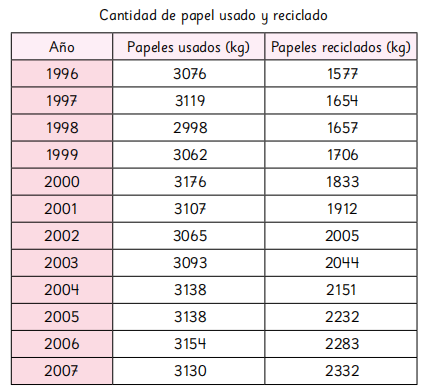 Cantidad de papel usado y reciclado
Año Papeles usados (kg) Papeles reciclados (kg)
1996 3076 1577
1997 3119 1654
1998 2998 1657
1999 3062 1706
2000 3176 1833
2001 3107 1912
2002 3065 2005
2003 3093 2044
2004 3138 2151
2005 3138 2232
2006 3154 2283
2007 3130 2332